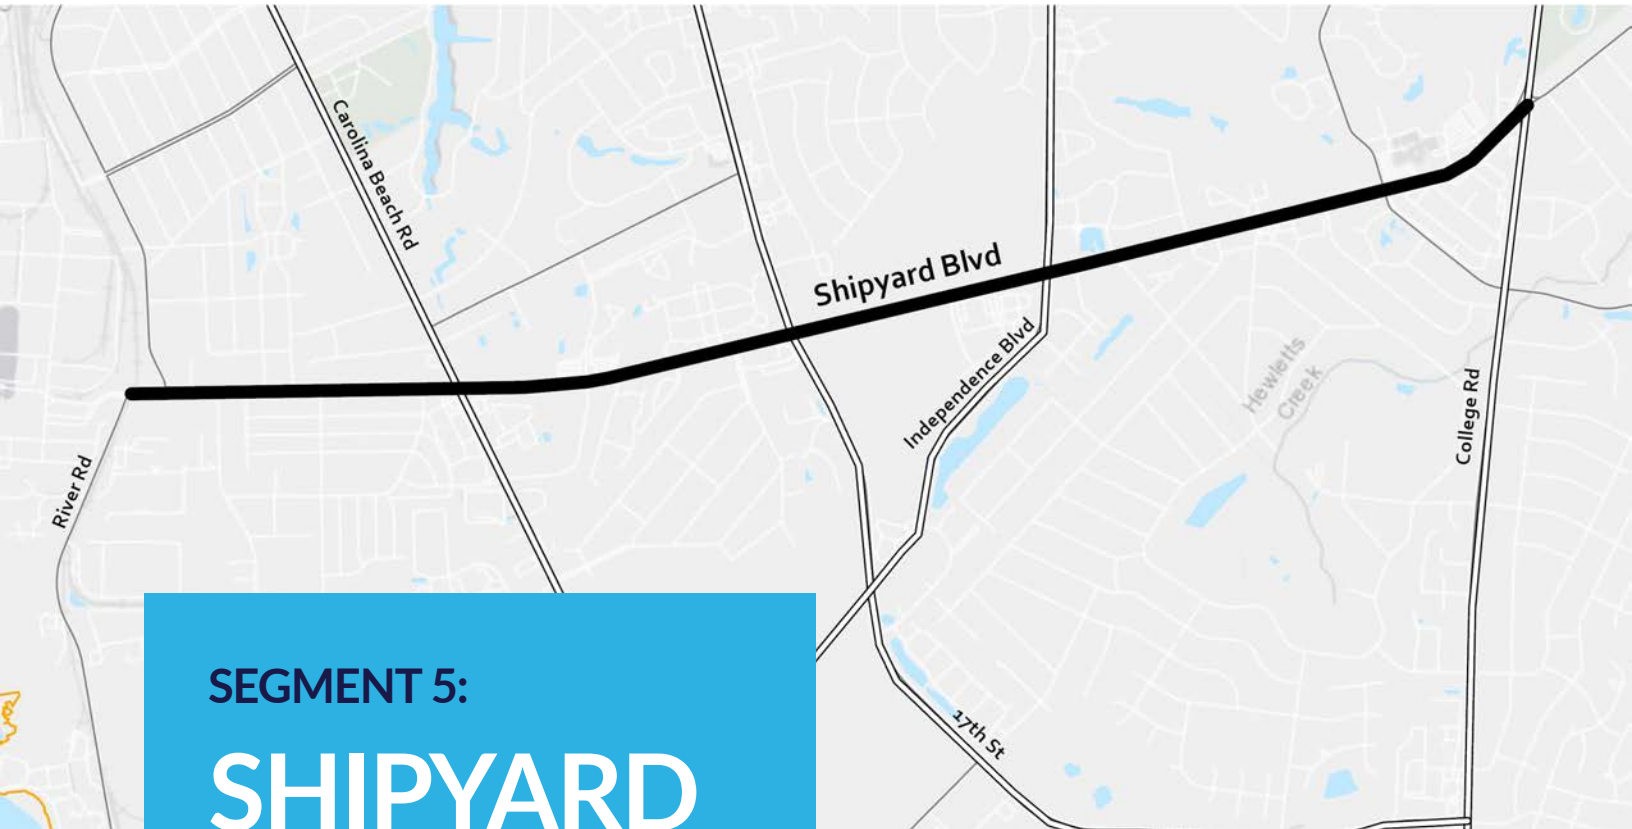 Carolina Beach Rd
Shipyard Blvd
Independence Blvd
Hewletts
Creek
College Rd
River Rd
17th St
SEGMENT 5:
SHIPYARD